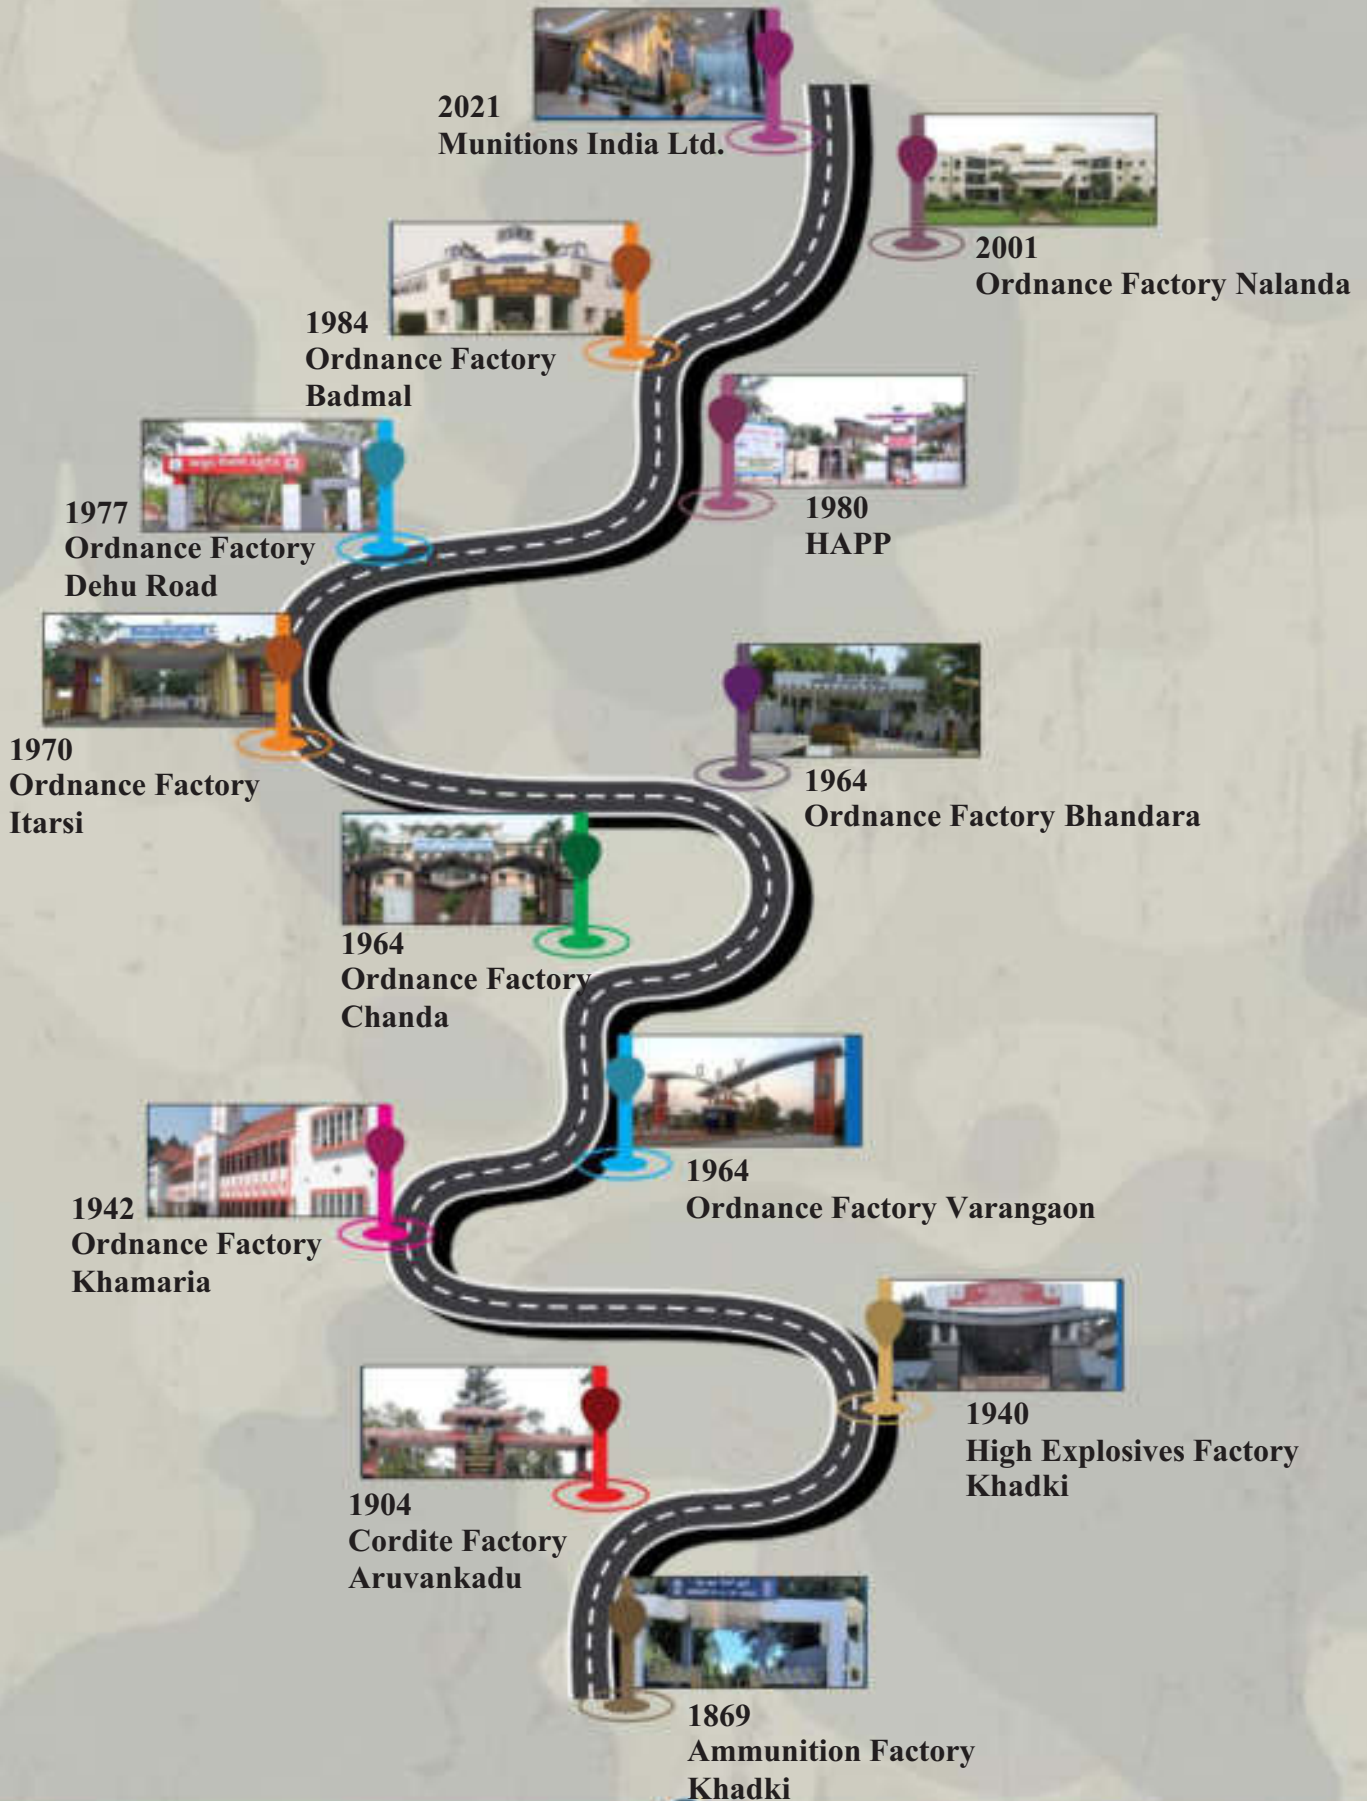 2021
Munitions India Ltd.
2001
Ordnance Factory Nalanda
1984
Ordnance Factory
Badmal
1980
HAPP
1977
Ordnance Factory
Dehu Road
1970
Ordnance Factory
Itarsi
1964
Ordnance Factory Bhandara
1964
Ordnance Factory
Chanda
1964
Ordnance Factory Varangaon
1942
Ordnance Factory
Khamaria
1940
High Explosives Factory
Khadki
1904
Cordite Factory
Aruvankadu
1869
Ammunition Factory
Khadki